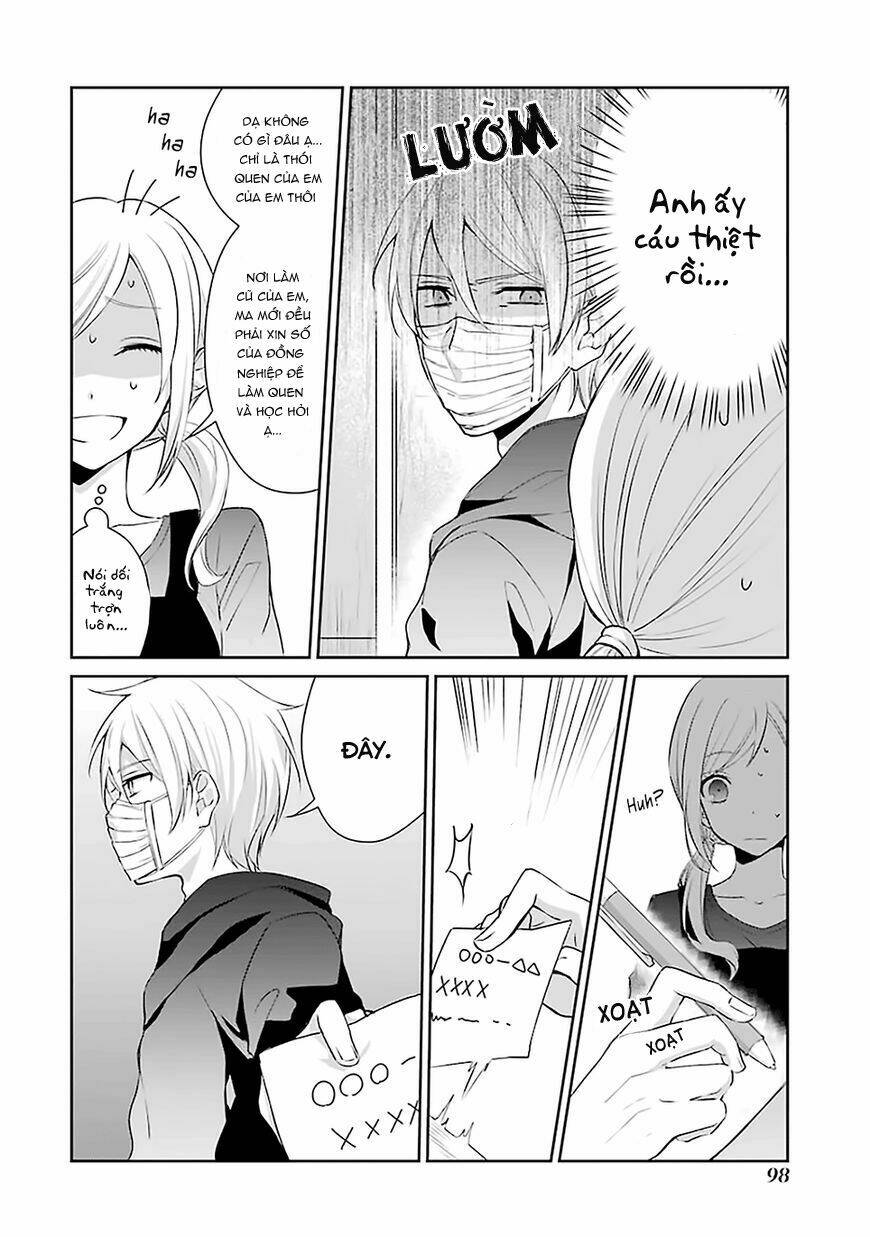 Anh ấy
cáu thiệt
rồi...
LƯỜM
DẠ KHÔNG
CÓ GÌ ĐÂU Ạ...
CHỈ LÀ THÓI
QUEN CỦA EM
CỦA EM THÔI
NƠI LÀM
CŨ CỦA EM,
MA MỚI ĐỀU
PHẢI XIN SỐ
CỦA ĐỒNG
NGHIỆP ĐỂ
LÀM QUEN
VÀ HỌC HỎI
Ạ...
ha
ha
ha
Nói dối
trắng
trợn
luôn...
Huh?
XOẠT
XOẠT
○○○-△△
XXXX
ĐÂY.
○○○-
XXXX
98